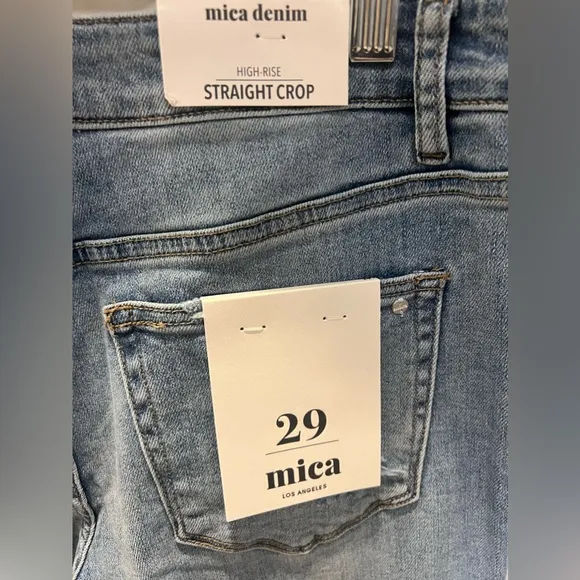 mica denim
HIGH-RISE
STRAIGHT CROP
29
mica
LOS ANGELES